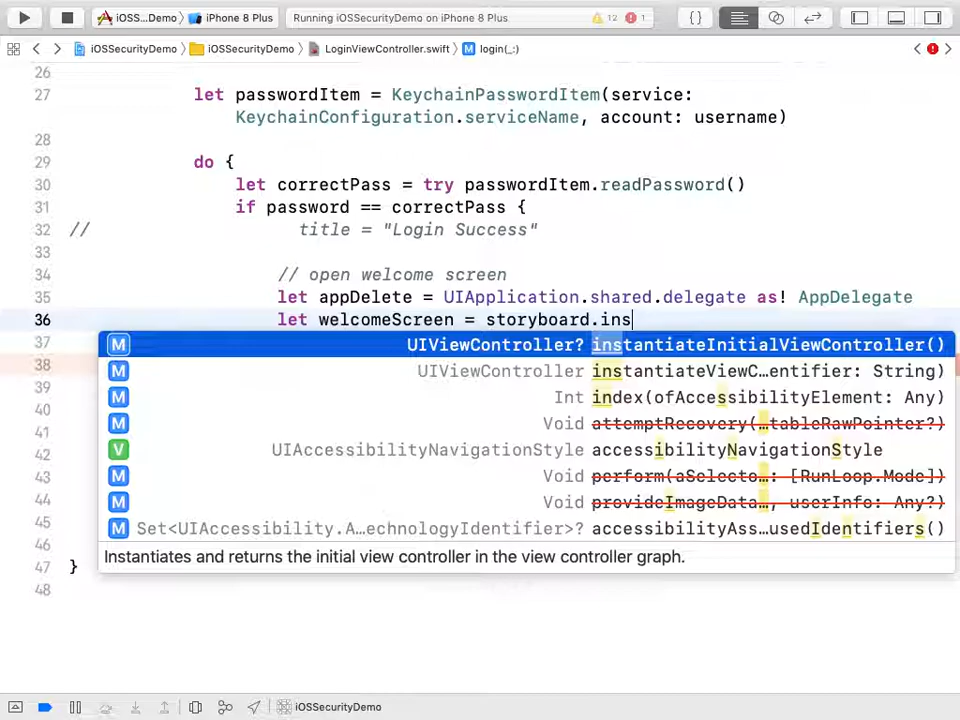 iOSS...Demo iPhone 8 Plus Running iOSSecurityDemo on iPhone 8 Plus 12 1
iOSSecurityDemo iOSSecurityDemo LoginViewController.swift M login(_:)
26
27 let passwordItem = KeychainPasswordItem(service:
KeychainConfiguration.serviceName, account: username)
28
29 do {
30 let correctPass = try passwordItem.readPassword()
31 if password == correctPass {
32 // title = "Login Success"
33
34 // open welcome screen
35 let appDelete = UIApplication.shared.delegate as! AppDelegate
36 let welcomeScreen = storyboard.ins
37 M UIViewController? instantiateInitialViewController()
38 M UIViewController instantiateViewC...entifier: String)
39 M Int index(ofAccessibilityElement: Any)
40 M Void attemptRecovery(...tableRawPointer?)
41
42 V UIAccessibilityNavigationStyle accessibilityNavigationStyle
43 M Void perform(aSelecto...: [RunLoop.Mode])
44 M Void provideImageData..., userInfo: Any?)
45 M Set<UIAccessibility.A...echnologyIdentifier>? accessibilityAss...usedIdentifiers()
46 Instantiates and returns the initial view controller in the view controller graph.
47 }
48
iOSSecurityDemo